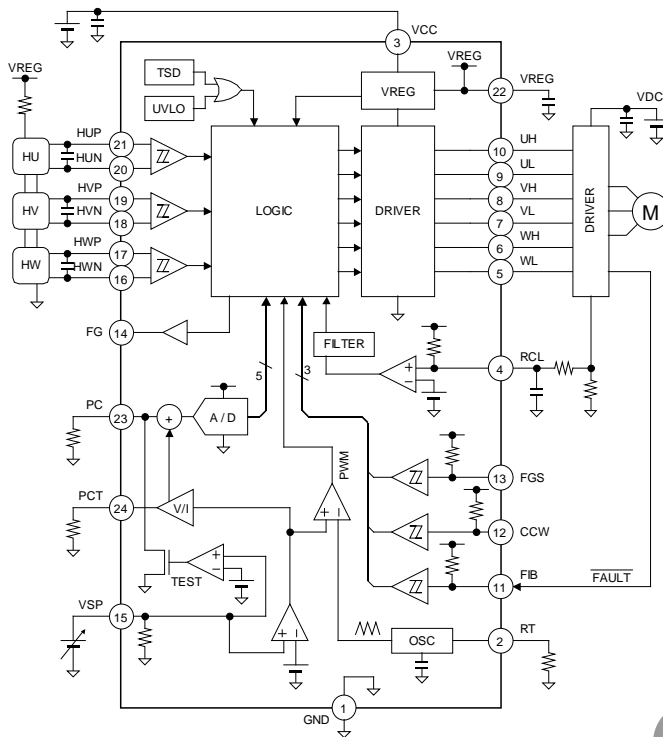 VCC
3
VREG
VREG
TSD
UVLO
VREG
22
VREG
VDC
HU
HUP
21
HUN
20
HV
HVP
19
HVN
18
HW
HWP
17
HWN
16
LOGIC
DRIVER
10
UH
9
UL
8
VH
7
VL
6
WH
5
WL
DRIVER
M
FG
14
FILTER
+
−
4
RCL
5
3
PC
23
+
A / D
PWM
13
FGS
PCT
24
V/I
+
−
12
CCW
TEST
+
−
11
FIB
FAULT
VSP
15
+
−
OSC
2
RT
GND
1